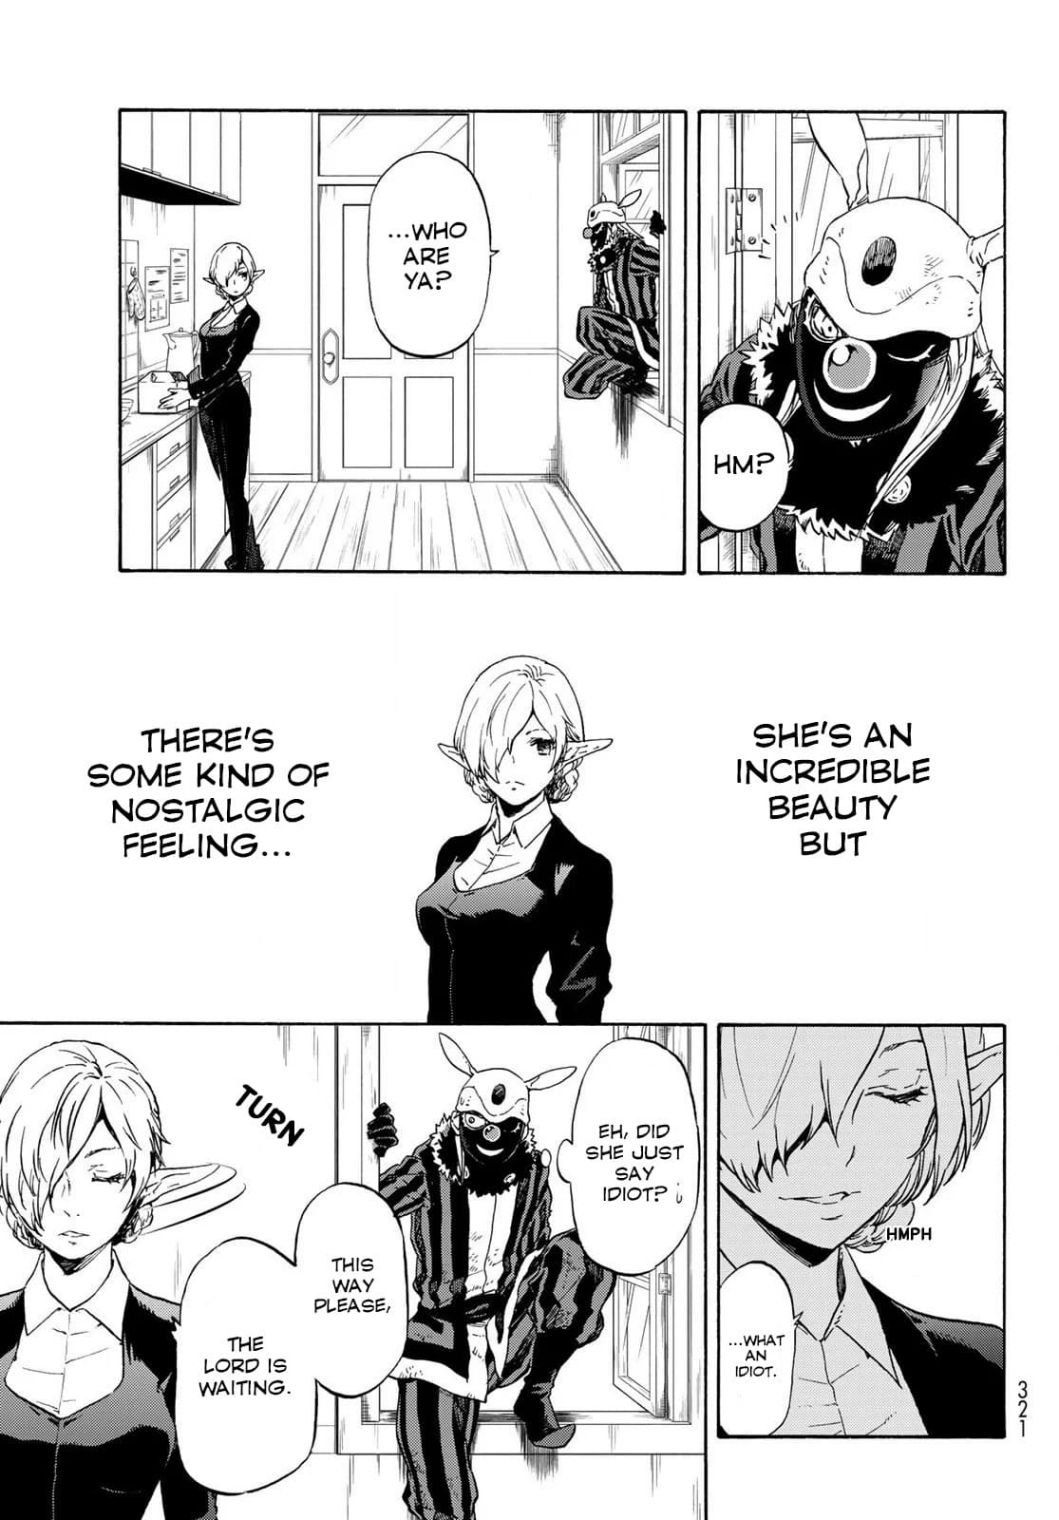 HM?
...WHO
ARE
YA?
SHE'S AN
INCREDIBLE
BEAUTY
BUT
THERE'S
SOME KIND OF
NOSTALGIC
FEELING...
HMPH
...WHAT
AN
IDIOT.
EH, DID
SHE JUST
SAY
IDIOT?
TURN
THIS
WAY
PLEASE,
THE
LORD IS
WAITING.
321